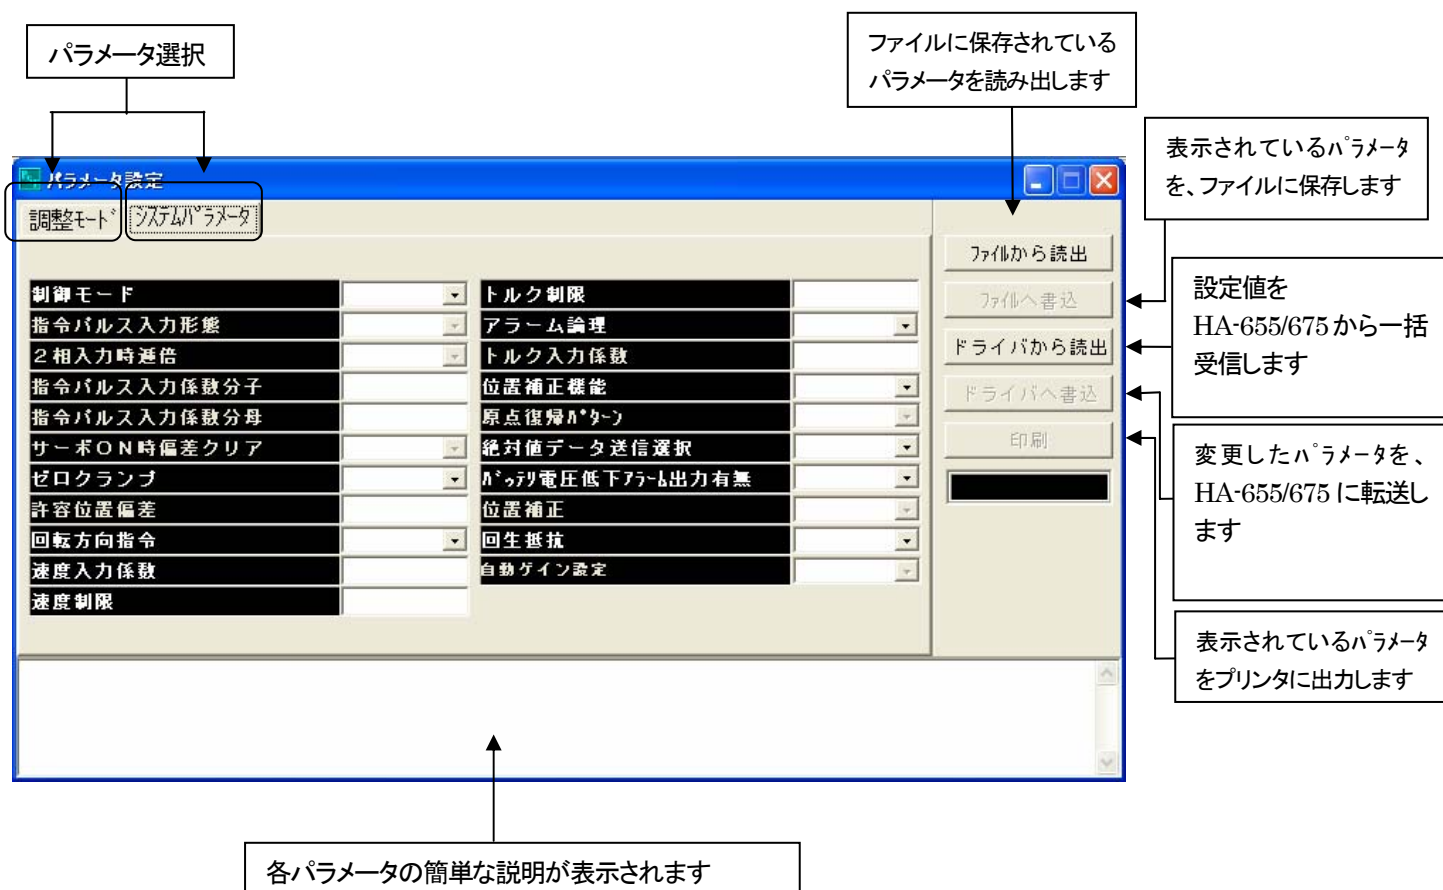 パラメータ選択
ファイルに保存されている
パラメータを読み出します
表示されているﾊﾟﾗﾒｰﾀ
を、ファイルに保存します
パラメータ設定
調整ﾓｰﾄﾞ
ｼｽﾃﾑﾊﾟﾗﾒｰﾀ
ﾌｧｲﾙから読出
ﾌｧｲﾙへ書込
ドライバから読出
ドライバへ書込
印刷
設定値を
HA-655/675から一括
受信します
変更したﾊﾟﾗﾒｰﾀを、
HA-655/675に転送し
ます
表示されているﾊﾟﾗﾒｰﾀ
をプリンタに出力します
制御モード
指令パルス入力形態
２相入力時逓倍
指令パルス入力係数分子
指令パルス入力係数分母
サーボＯＮ時偏差クリア
ゼロクランプ
許容位置偏差
回転方向指令
速度入力係数
速度制限
トルク制限
アラーム論理
トルク入力係数
位置補正機能
原点復帰ﾊﾟﾀｰﾝ
絶対値データ送信選択
ﾊﾞｯﾃﾘ電圧低下ｱﾗｰﾑ出力有無
位置補正
回生抵抗
自動ゲイン設定
各パラメータの簡単な説明が表示されます